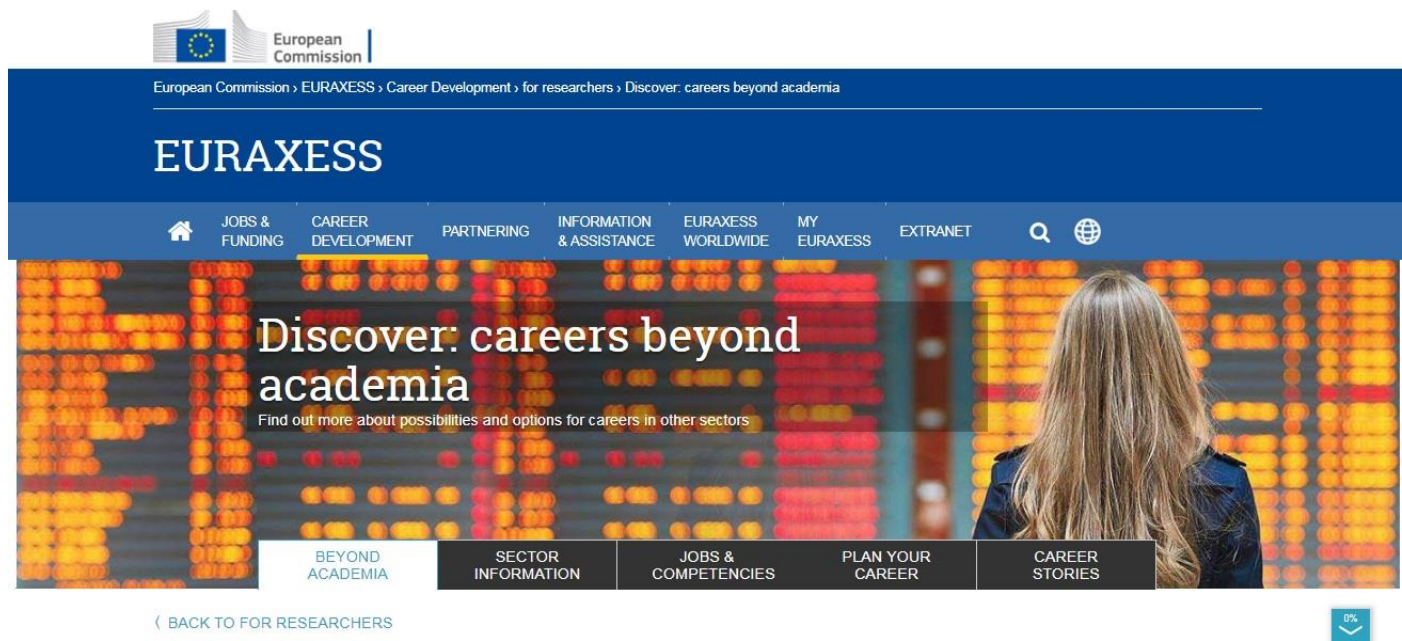 European
Commission
European Commission › EURAXESS › Career Development › for researchers › Discover: careers beyond academia
EURAXESS
JOBS &
FUNDING
CAREER
DEVELOPMENT
PARTNERING
INFORMATION
& ASSISTANCE
EURAXESS
WORLDWIDE
MY
EURAXESS
EXTRANET
Discover: careers beyond
academia
Find out more about possibilities and options for careers in other sectors
BEYOND
ACADEMIA
SECTOR
INFORMATION
JOBS &
COMPETENCIES
PLAN YOUR
CAREER
CAREER
STORIES
⟨ BACK TO FOR RESEARCHERS
0%